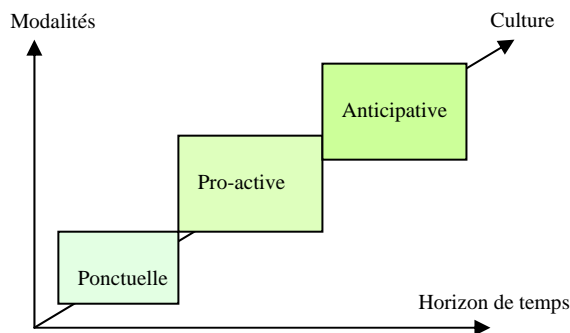 Modalités
Culture
Anticipative
Pro-active
Ponctuelle
Horizon de temps